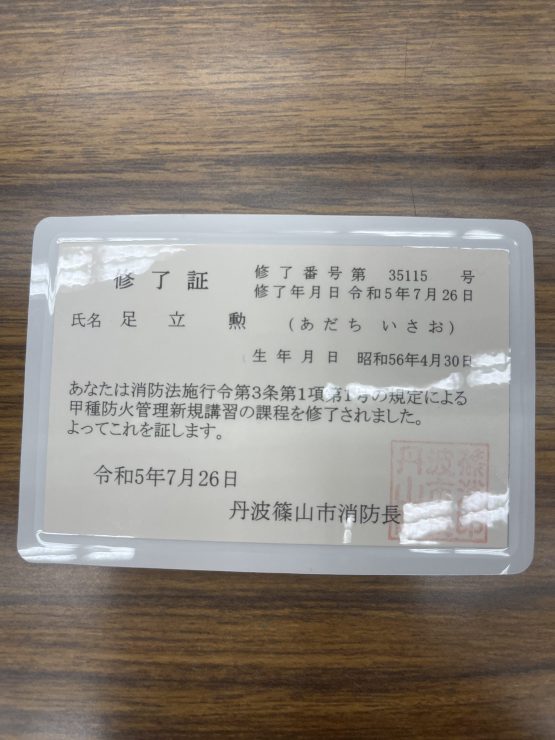 修了証
修了番号第 35115 号
修了年月日 令和5年7月26日
氏名 足立 勲 (あだち いさお)
生年月日 昭和56年4月30日
あなたは消防法施行令第3条第1項第1号の規定による
甲種防火管理新規講習の課程を修了されました。
よってこれを証します。
令和5年7月26日
丹波篠山市消防長